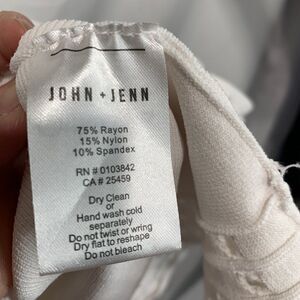 JOHN + JENN
75% Rayon
15% Nylon
10% Spandex
RN # 0103842
CA # 25459
Dry Clean
or
Hand wash cold
separately
Do not twist or wring
Dry flat to reshape
Do not bleach